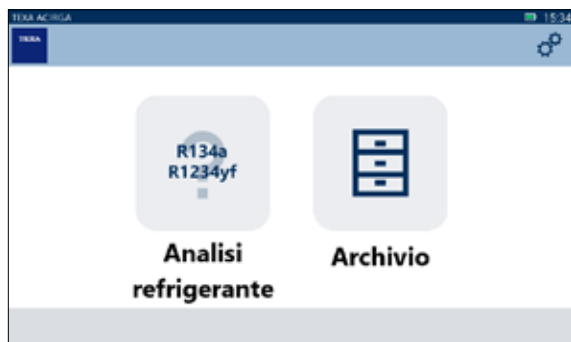 TEXA ACIRGA
15:34
TEXA
R134a
R1234yf
Analisi
refrigerante
Archivio